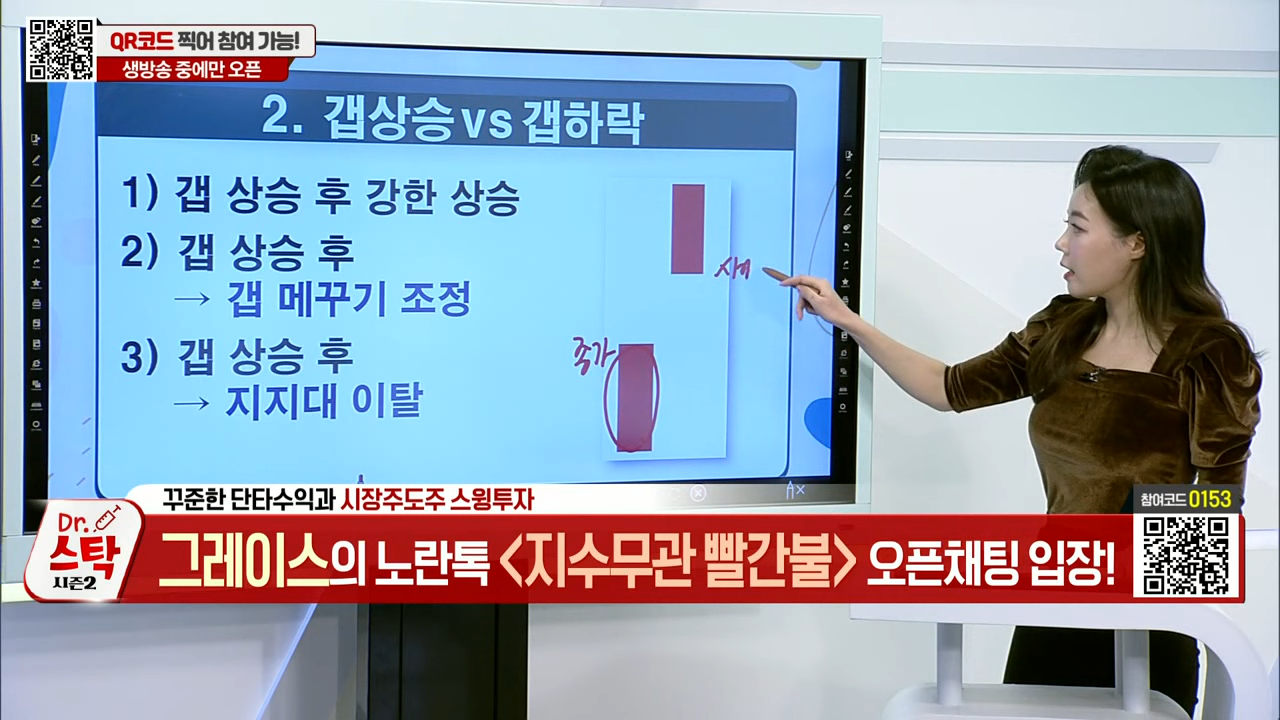 QR코드 찍어 참여 가능!
생방송 중에만 오픈
2. 갭상승vs갭하락
1) 갭 상승 후 강한 상승
2) 갭 상승 후
→ 갭 메꾸기 조정
3) 갭 상승 후
→ 지지대 이탈
종가
A×
꾸준한 단타수익과 시장주도주 스윙투자
Dr.
스탁
시즌2
그레이스의 노란톡 <지수무관 빨간불> 오픈채팅 입장!
참여코드 0153